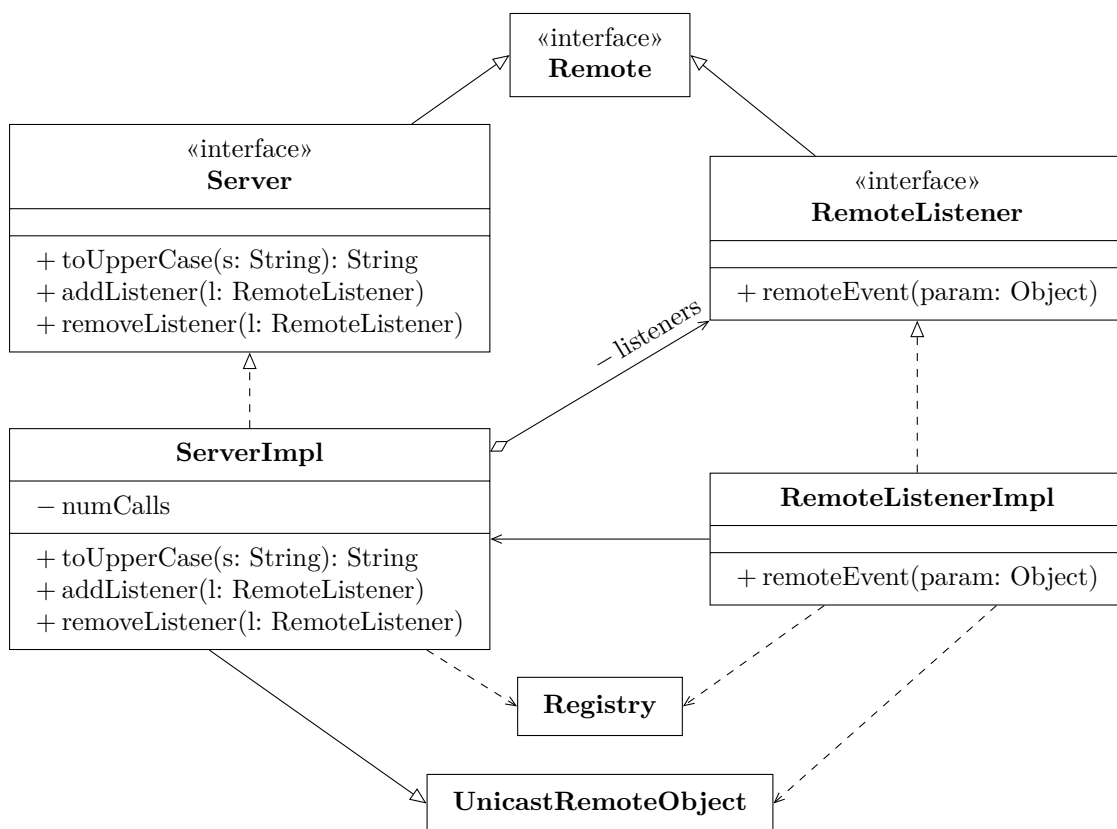 «interface»
Remote
«interface»
Server
+ toUpperCase(s: String): String
+ addListener(l: RemoteListener)
+ removeListener(l: RemoteListener)
«interface»
RemoteListener
+ remoteEvent(param: Object)
− listeners
ServerImpl
− numCalls
+ toUpperCase(s: String): String
+ addListener(l: RemoteListener)
+ removeListener(l: RemoteListener)
RemoteListenerImpl
+ remoteEvent(param: Object)
Registry
UnicastRemoteObject